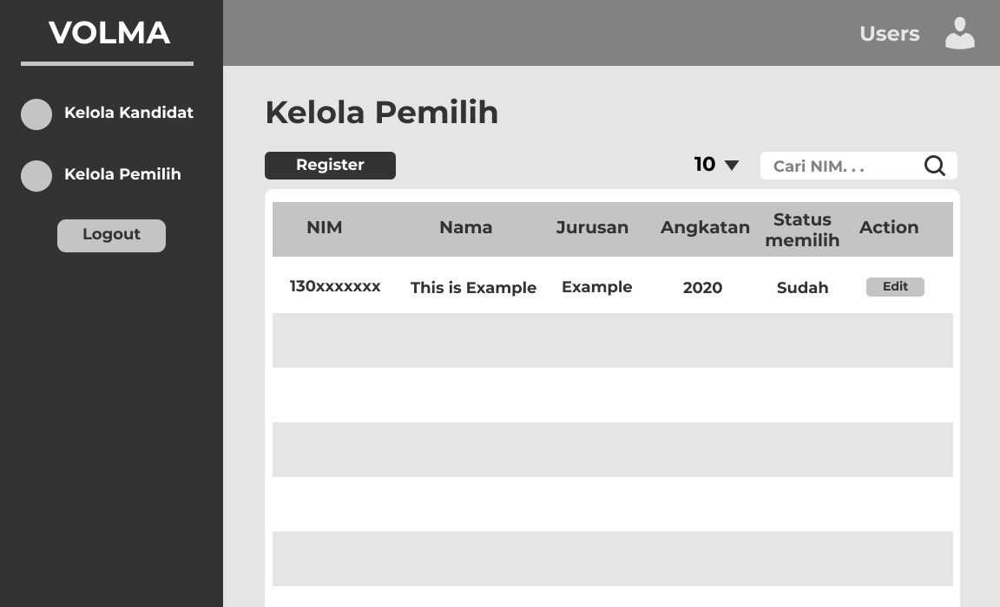 VOLMA
Users
Kelola Kandidat
Kelola Pemilih
Logout
Kelola Pemilih
Register
10
Cari NIM. . .
NIM Nama Jurusan Angkatan Status memilih Action
130xxxxxxx This is Example Example 2020 Sudah Edit